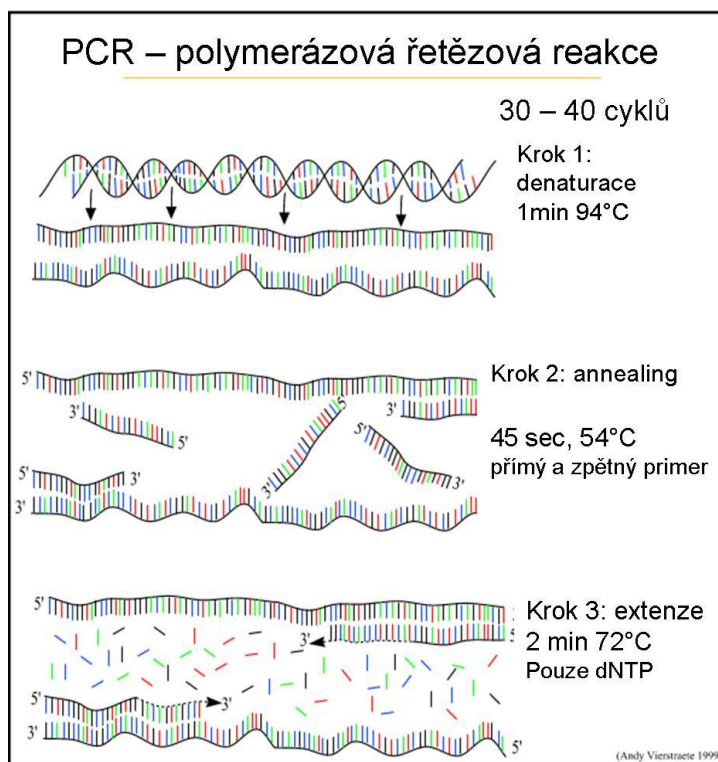 PCR – polymerázová řetězová reakce
30 – 40 cyklů
Krok 1:
denaturace
1min 94°C
5'
Krok 2: annealing
3'
5'
5'
3'
5'
45 sec, 54°C
přímý a zpětný primer
5'
3'
3'
3'
3'
5'
Krok 3: extenze
2 min 72°C
Pouze dNTP
3'
5'
5'
3'
3'
5'
(Andy Vierstraete 1999